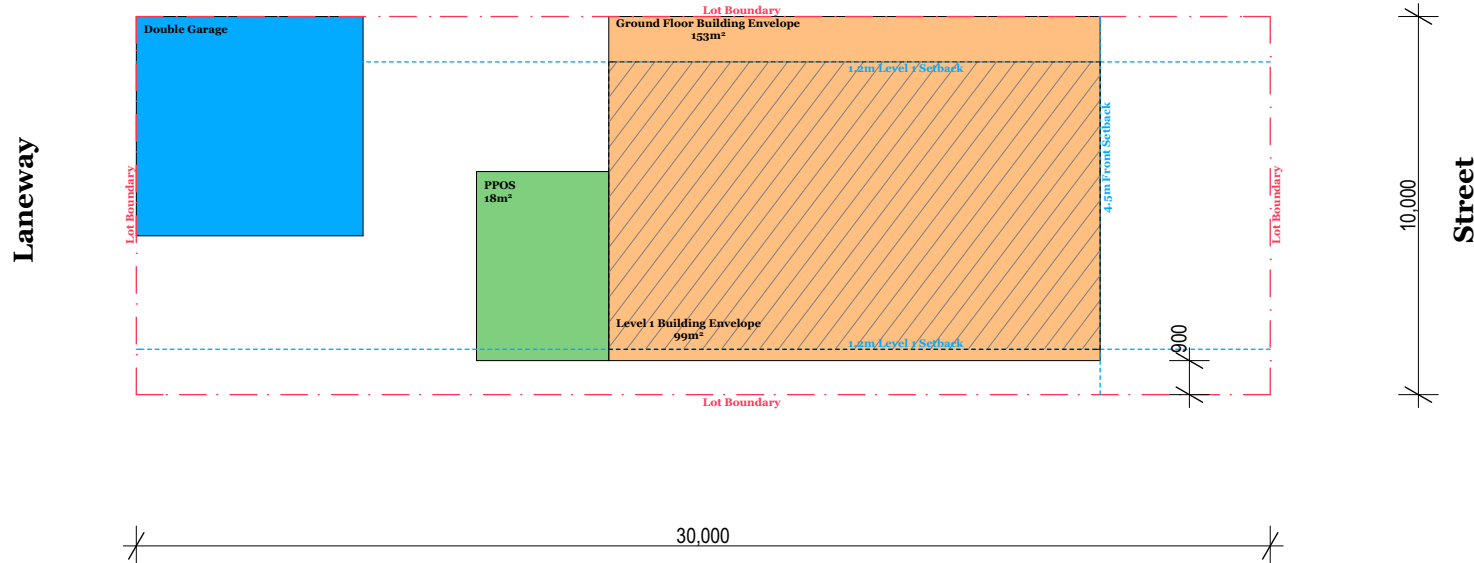 Lot Boundary
Double Garage
Ground Floor Building Envelope
153m²
1.2m Level 1 Setback
Laneway
Lot Boundary
PPOS
18m²
4.5m Front Setback
Lot Boundary
10,000
Street
Level 1 Building Envelope
99m²
1.2m Level 1 Setback
900
Lot Boundary
30,000